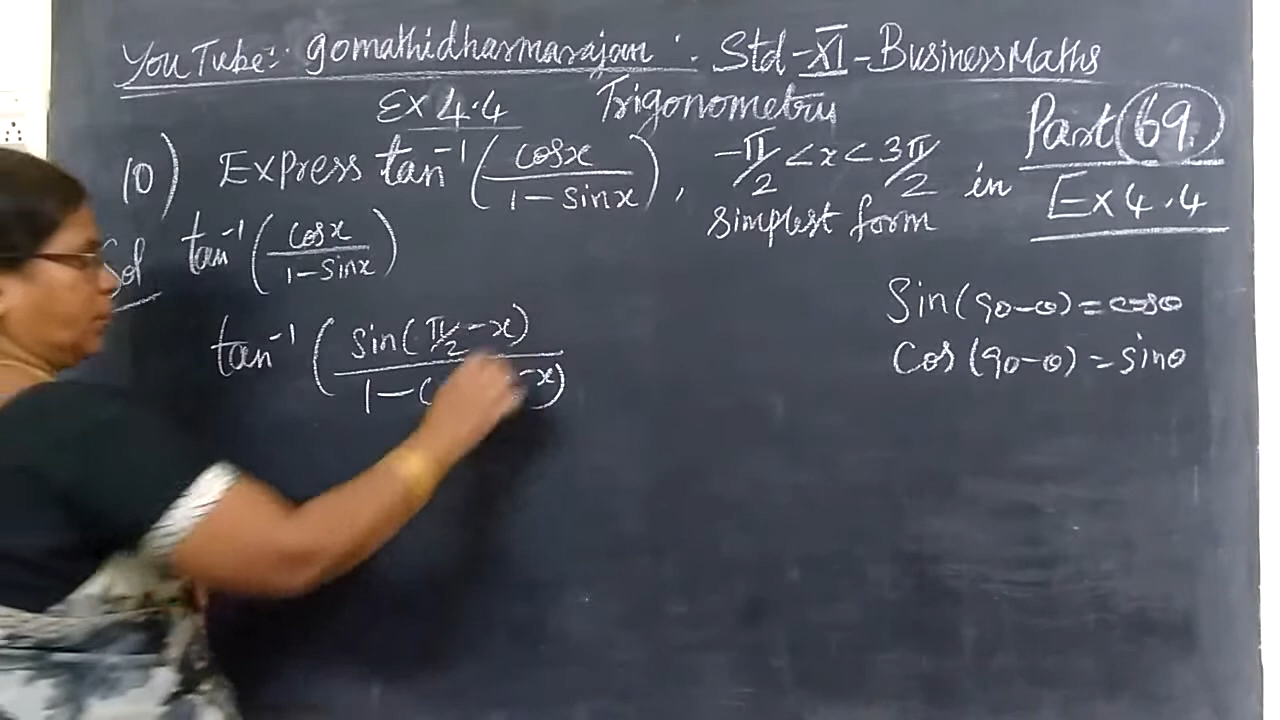 YouTube: gomathidharmarajan : Std-XI-Business Maths
Ex 4.4 Trigonometry
Part 69.
Ex 4.4
10) Express tan⁻¹(cosx / 1-sinx), -π/2 < x < 3π/2 in
simplest form
Sol tan⁻¹(cosx / 1-sinx)
tan⁻¹(sin(π/2 - x) / 1-( -x)
Sin(90-θ) = cosθ
Cos(90-θ) = sinθ